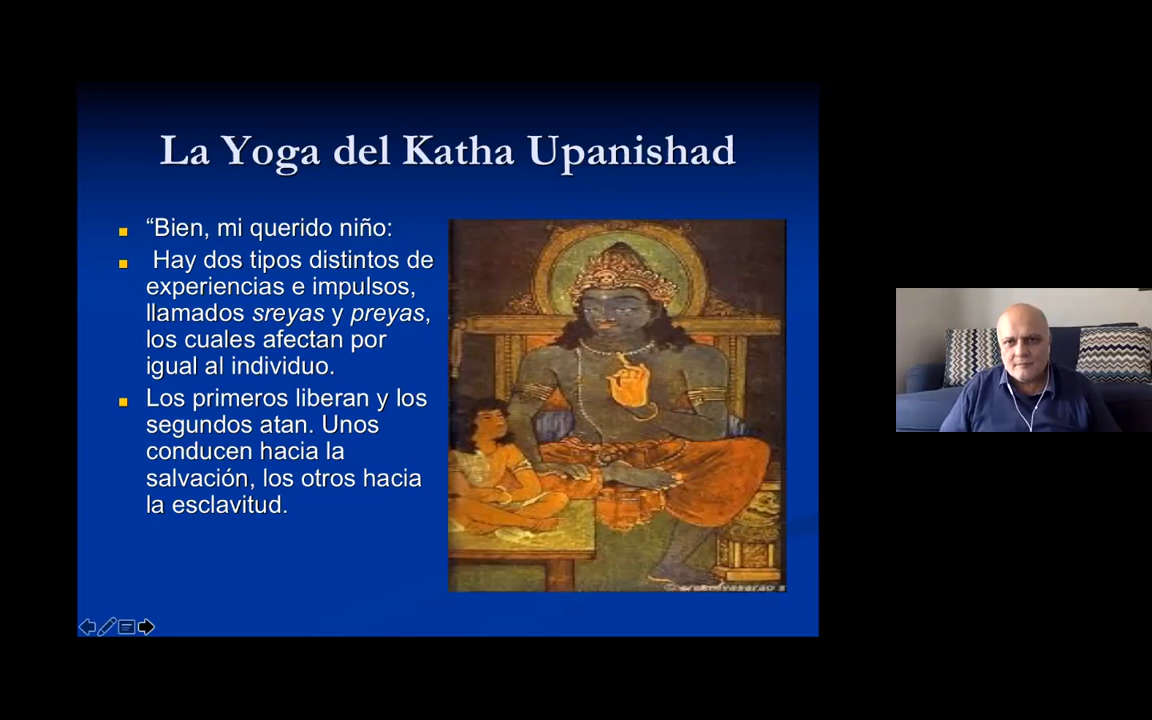 La Yoga del Katha Upanishad
“Bien, mi querido niño:
Hay dos tipos distintos de
experiencias e impulsos,
llamados sreyas y preyas,
los cuales afectan por
igual al individuo.
Los primeros liberan y los
segundos atan. Unos
conducen hacia la
salvación, los otros hacia
la esclavitud.